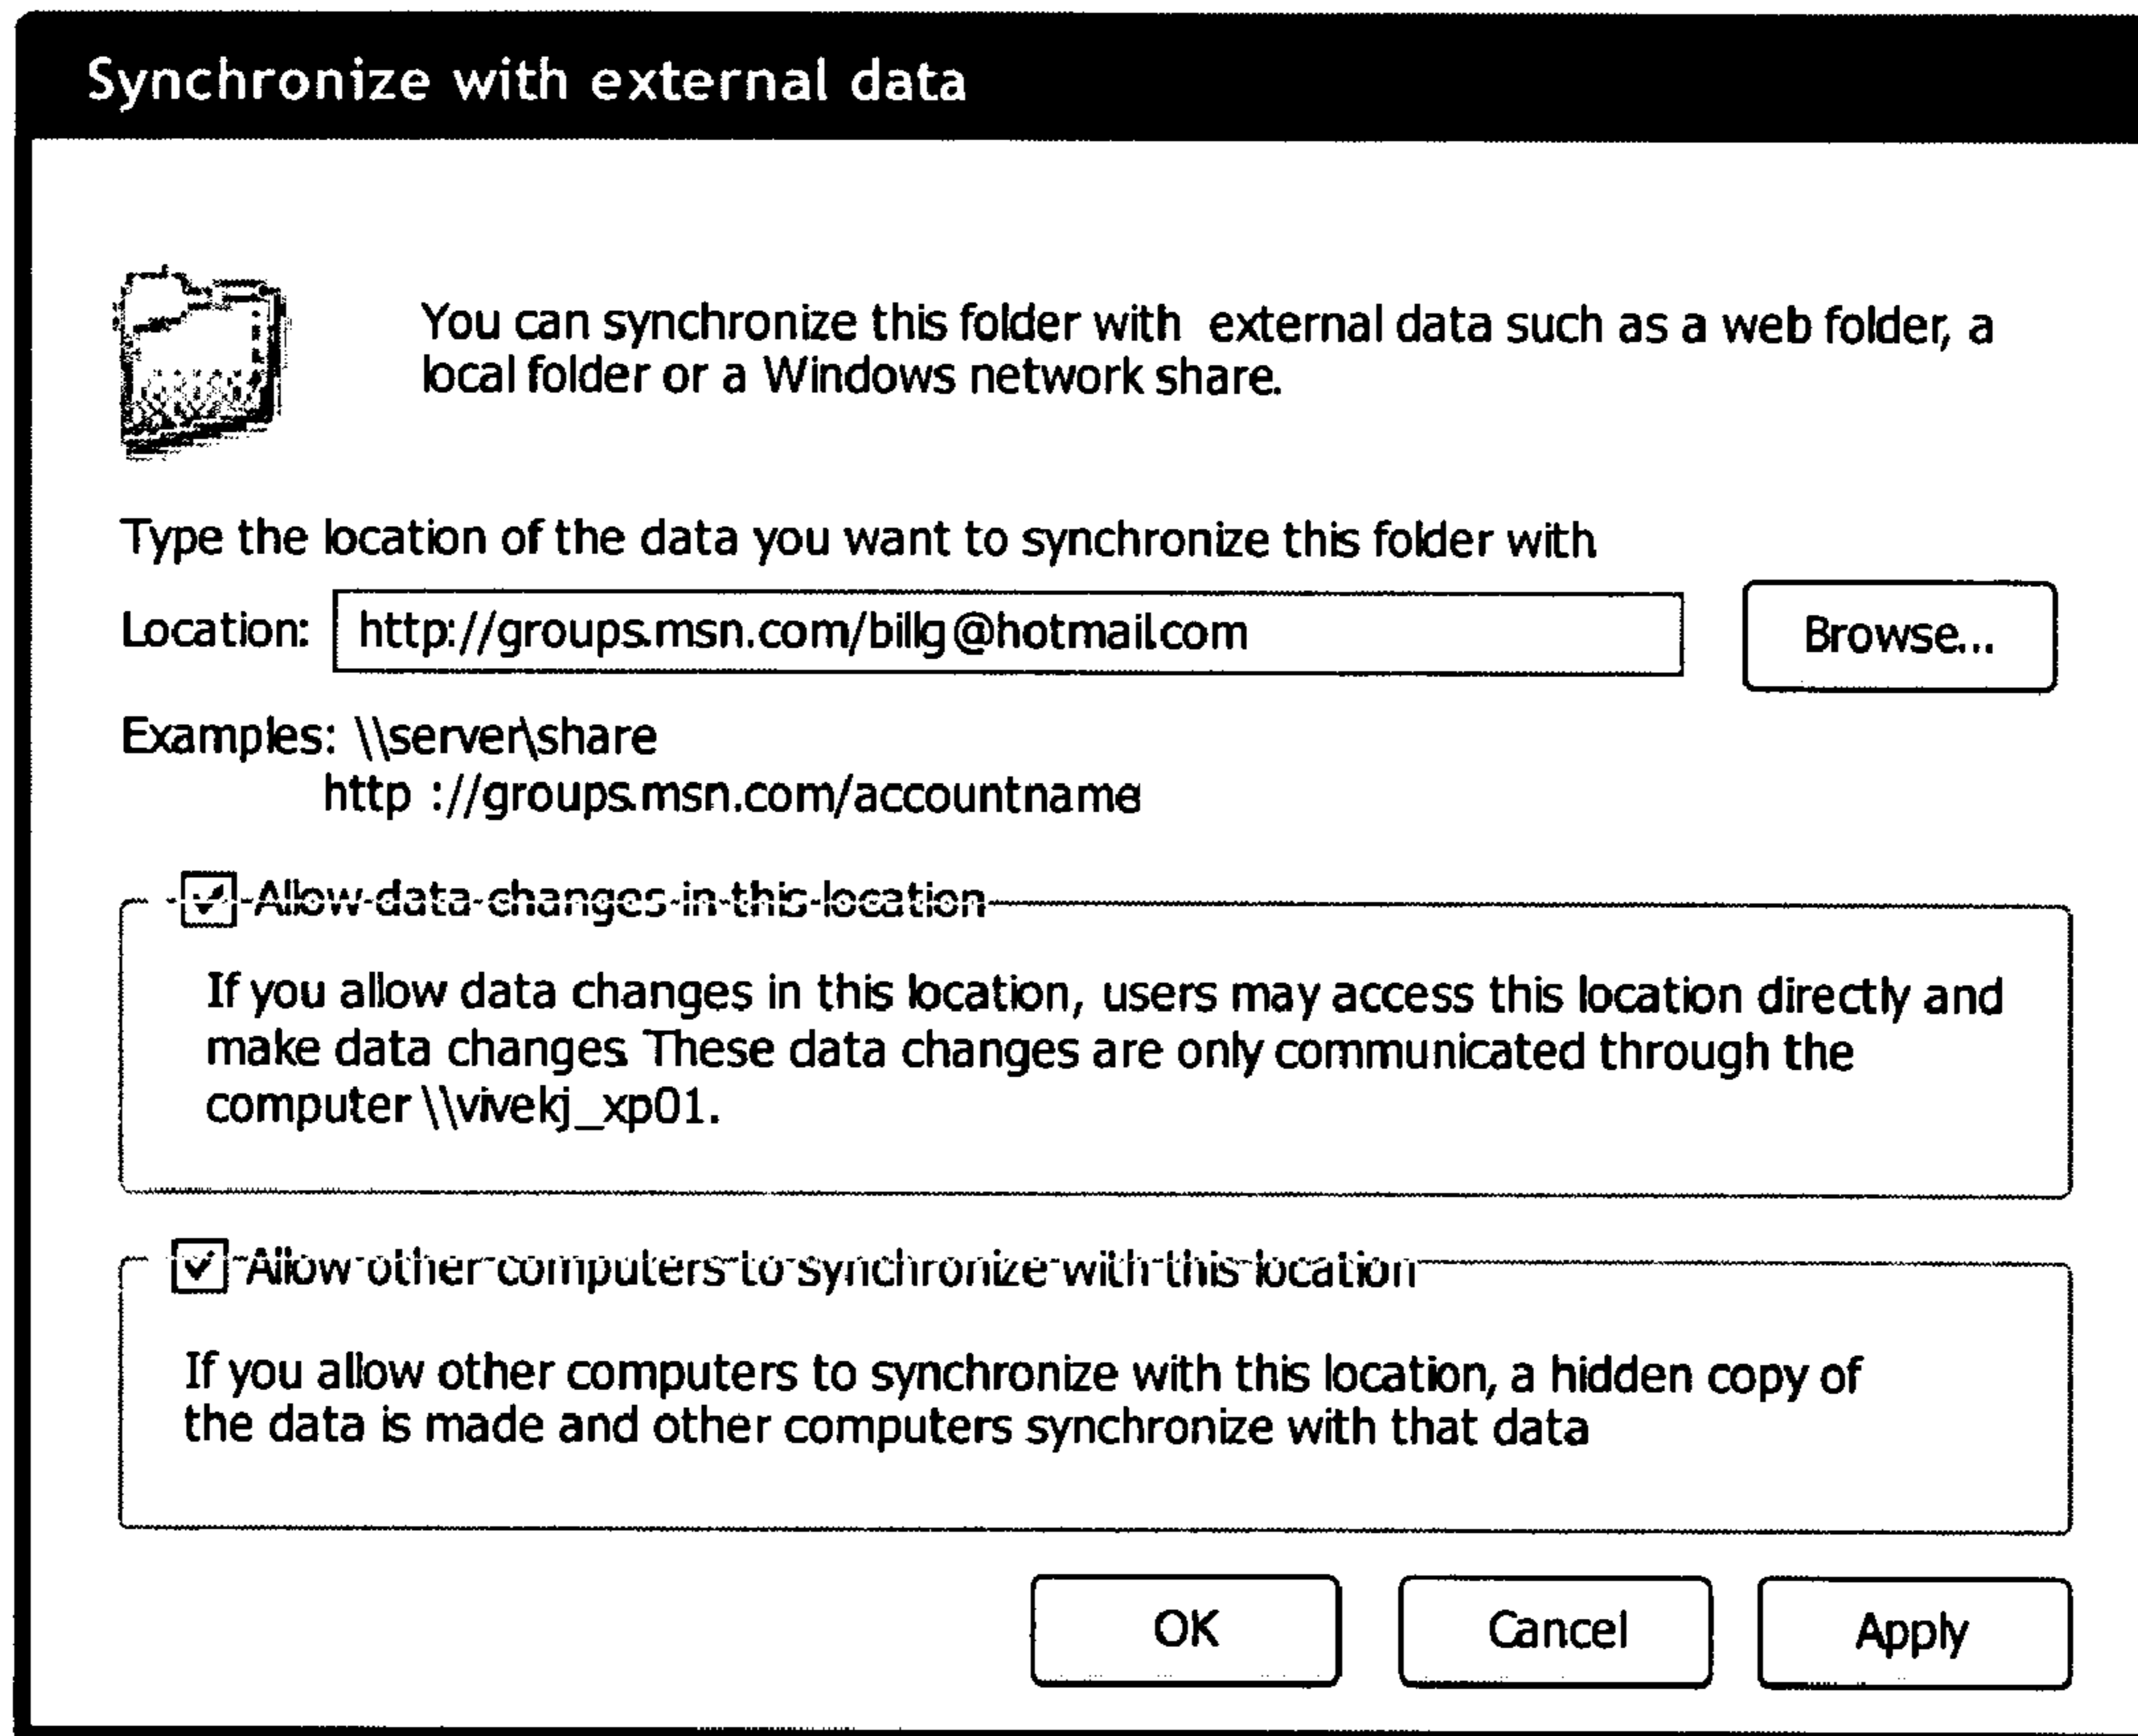 Synchronize with external data
You can synchronize this folder with external data such as a web folder, a
local folder or a Windows network share.
Type the location of the data you want to synchronize this folder with
Location: http://groups.msn.com/billg@hotmail.com Browse...
Examples: \\server\share
http ://groups.msn.com/accountname
Allow data changes in this location
If you allow data changes in this location, users may access this location directly and
make data changes. These data changes are only communicated through the
computer \\vivekj_xp01.
Allow other computers to synchronize with this location
If you allow other computers to synchronize with this location, a hidden copy of
the data is made and other computers synchronize with that data
OK Cancel Apply